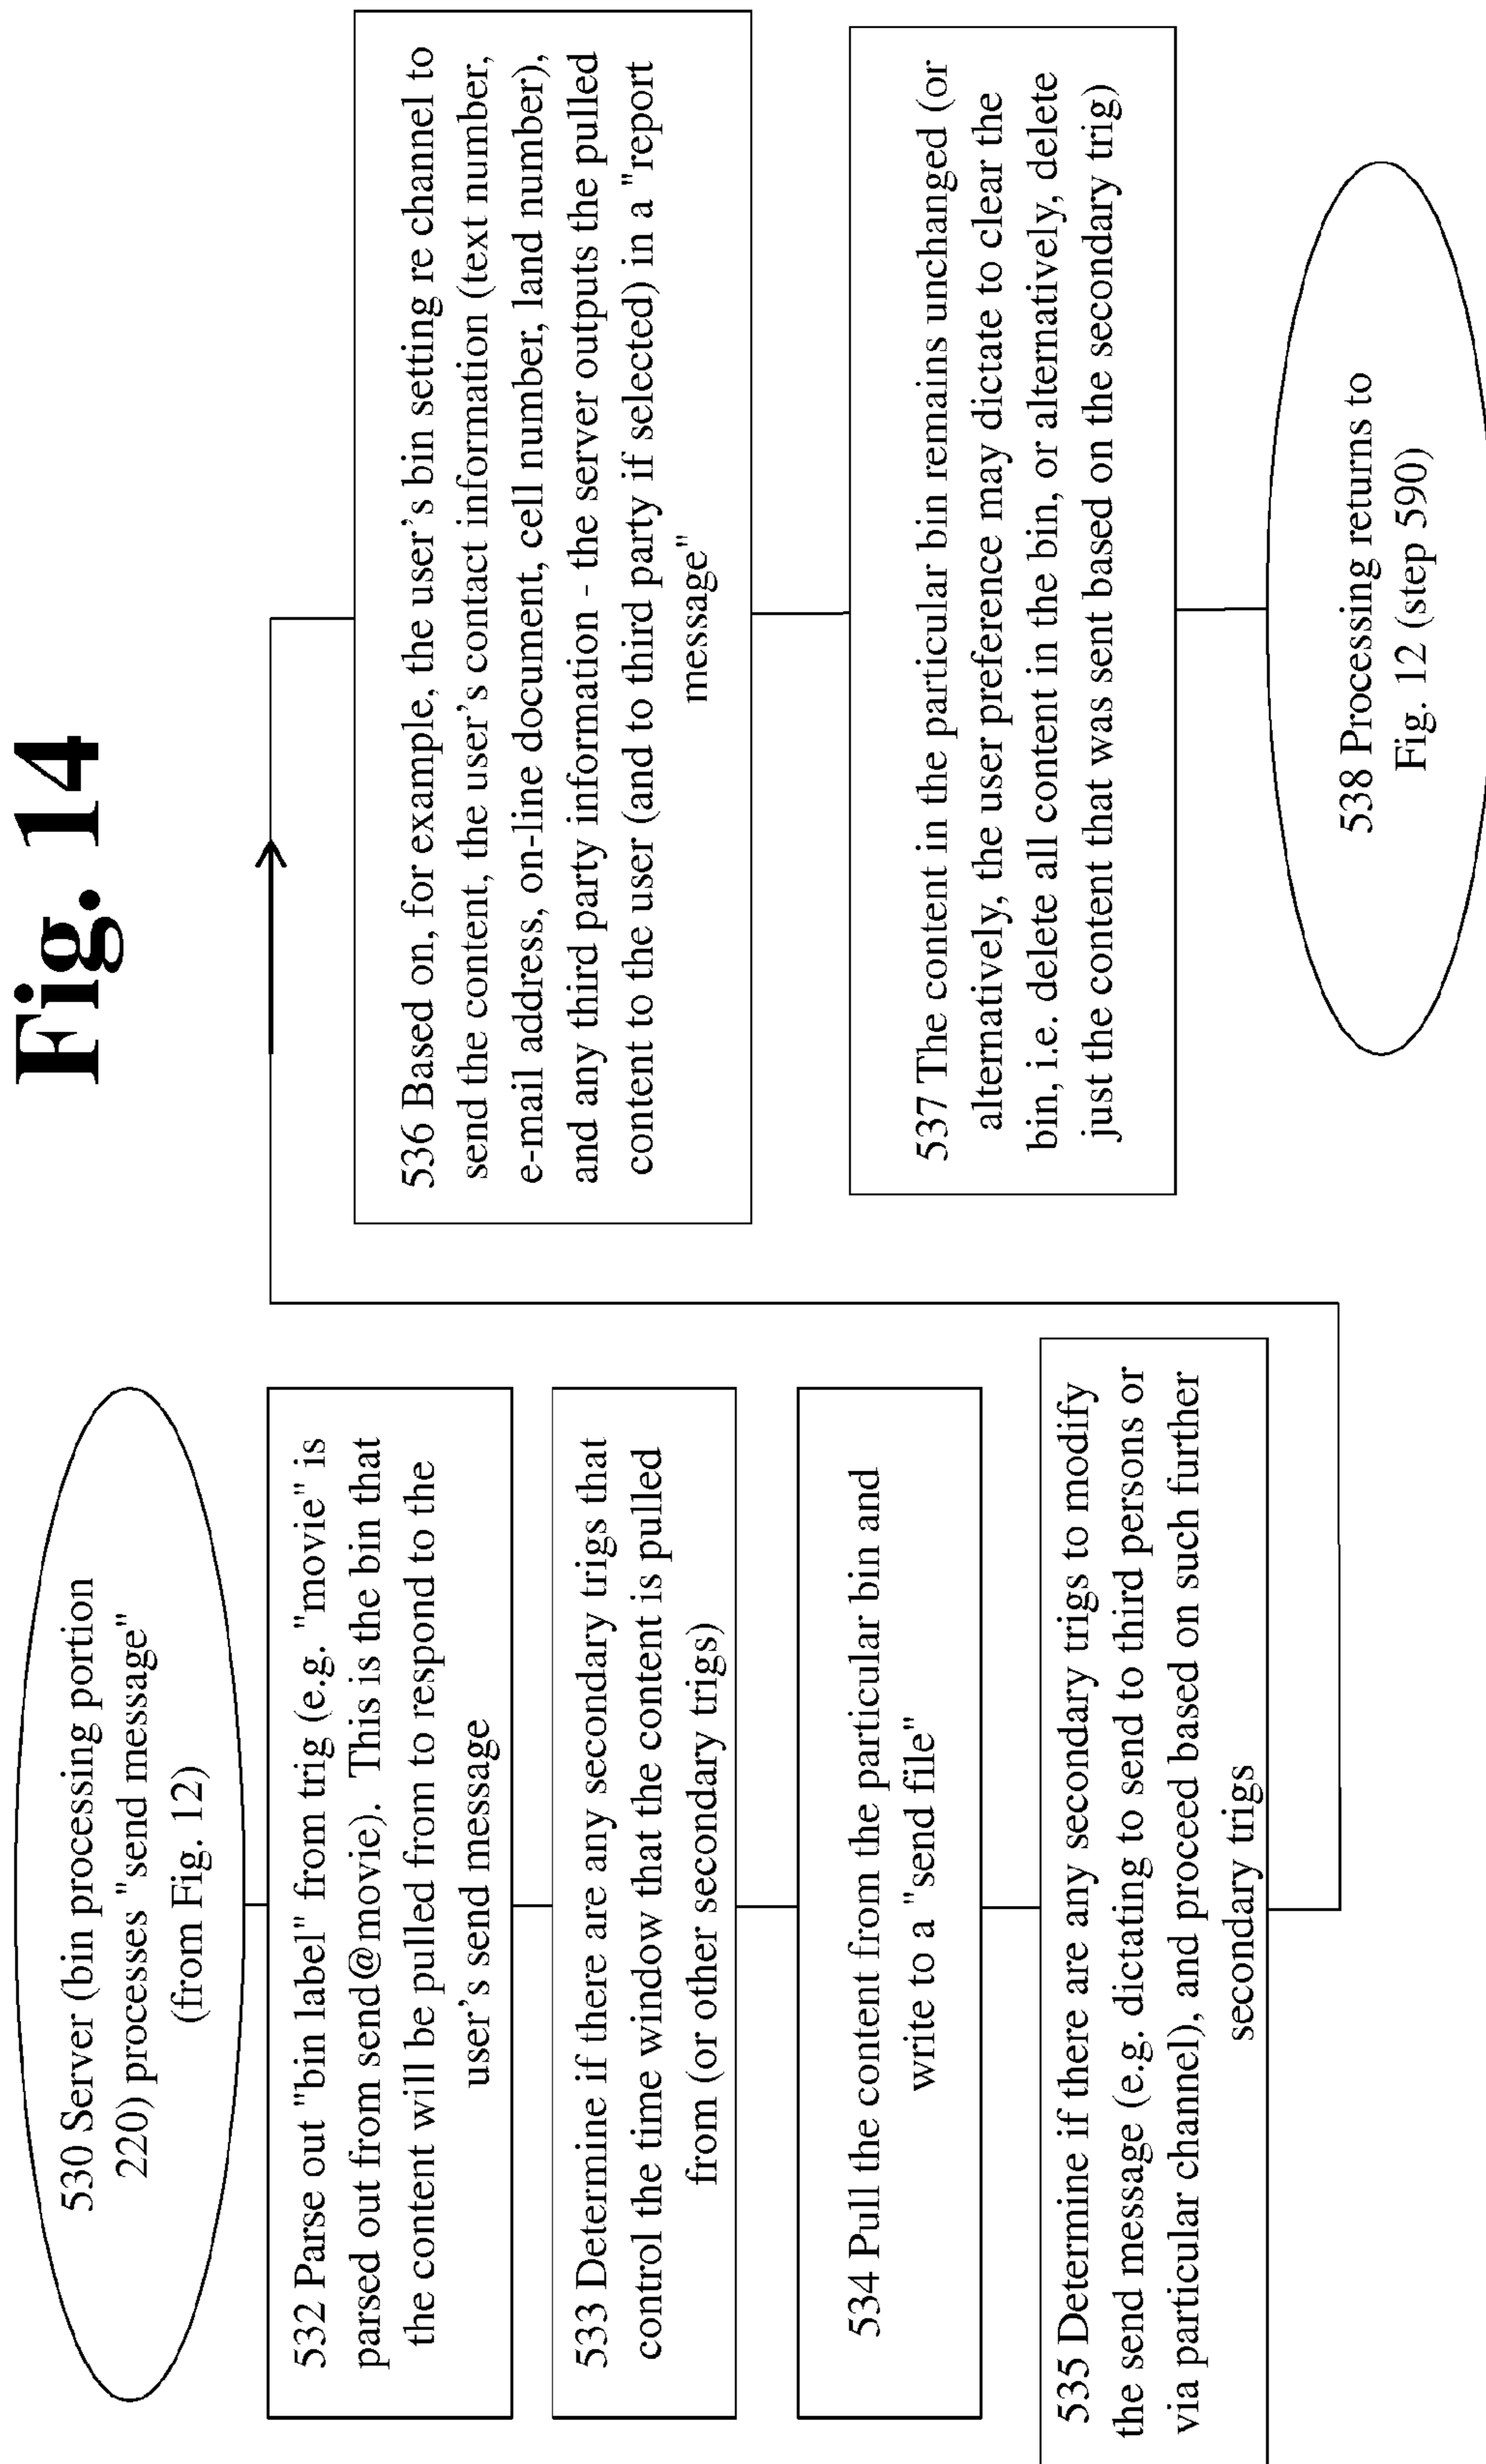 Fig. 14
530 Server (bin processing portion
220) processes "send message"
(from Fig. 12)
532 Parse out "bin label" from trig (e.g. "movie" is
parsed out from send@movie). This is the bin that
the content will be pulled from to respond to the
user's send message
533 Determine if there are any secondary trigs that
control the time window that the content is pulled
from (or other secondary trigs)
534 Pull the content from the particular bin and
write to a "send file"
535 Determine if there are any secondary trigs to modify
the send message (e.g. dictating to send to third persons or
via particular channel), and proceed based on such further
secondary trigs
536 Based on, for example, the user's bin setting re channel to
send the content, the user's contact information (text number,
e-mail address, on-line document, cell number, land number),
and any third party information - the server outputs the pulled
content to the user (and to third party if selected) in a "report
message"
537 The content in the particular bin remains unchanged (or
alternatively, the user preference may dictate to clear the
bin, i.e. delete all content in the bin, or alternatively, delete
just the content that was sent based on the secondary trig)
538 Processing returns to
Fig. 12 (step 590)